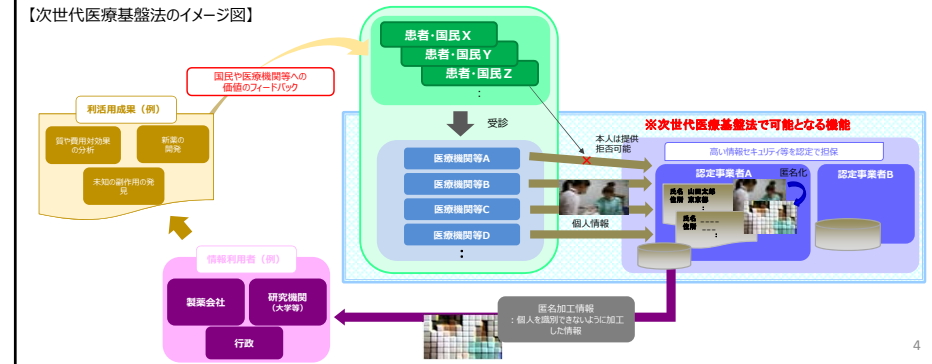 【次世代医療基盤法のイメージ図】
患者・国民X
患者・国民Y
患者・国民Z
:
国民や医療機関等への
価値のフィードバック
利活用成果（例）
質や費用対効果
の分析
新薬の
開発
未知の副作用の発
見
受診
※次世代医療基盤法で可能となる機能
本人は提供
拒否可能
高い情報セキュリティ等を認定で担保
医療機関等A
医療機関等B
医療機関等C
医療機関等D
:
個人情報
認定事業者A
匿名化
認定事業者B
氏名 山田太郎
住所 東京都
:
氏名 _ _ _ _
_ _ _ _
:
情報利用者（例）
製薬会社
研究機関
（大学等）
行政
匿名加工情報
：個人を識別できないように加工
した情報
4